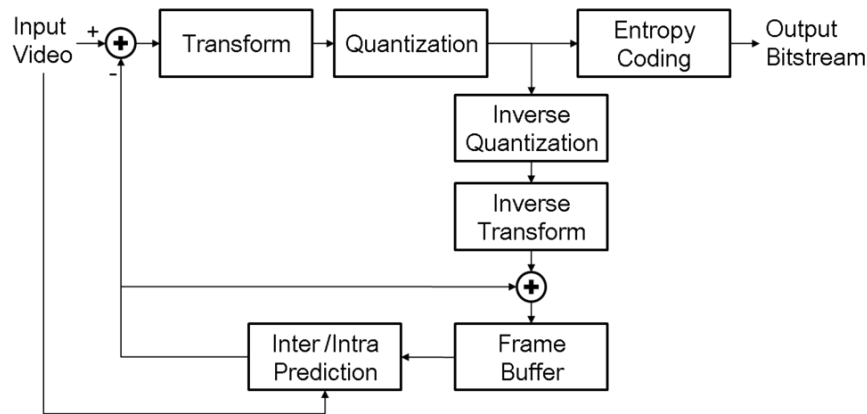 Input
Video
+
-
Transform
Quantization
Entropy
Coding
Output
Bitstream
Inverse
Quantization
Inverse
Transform
Inter/Intra
Prediction
Frame
Buffer